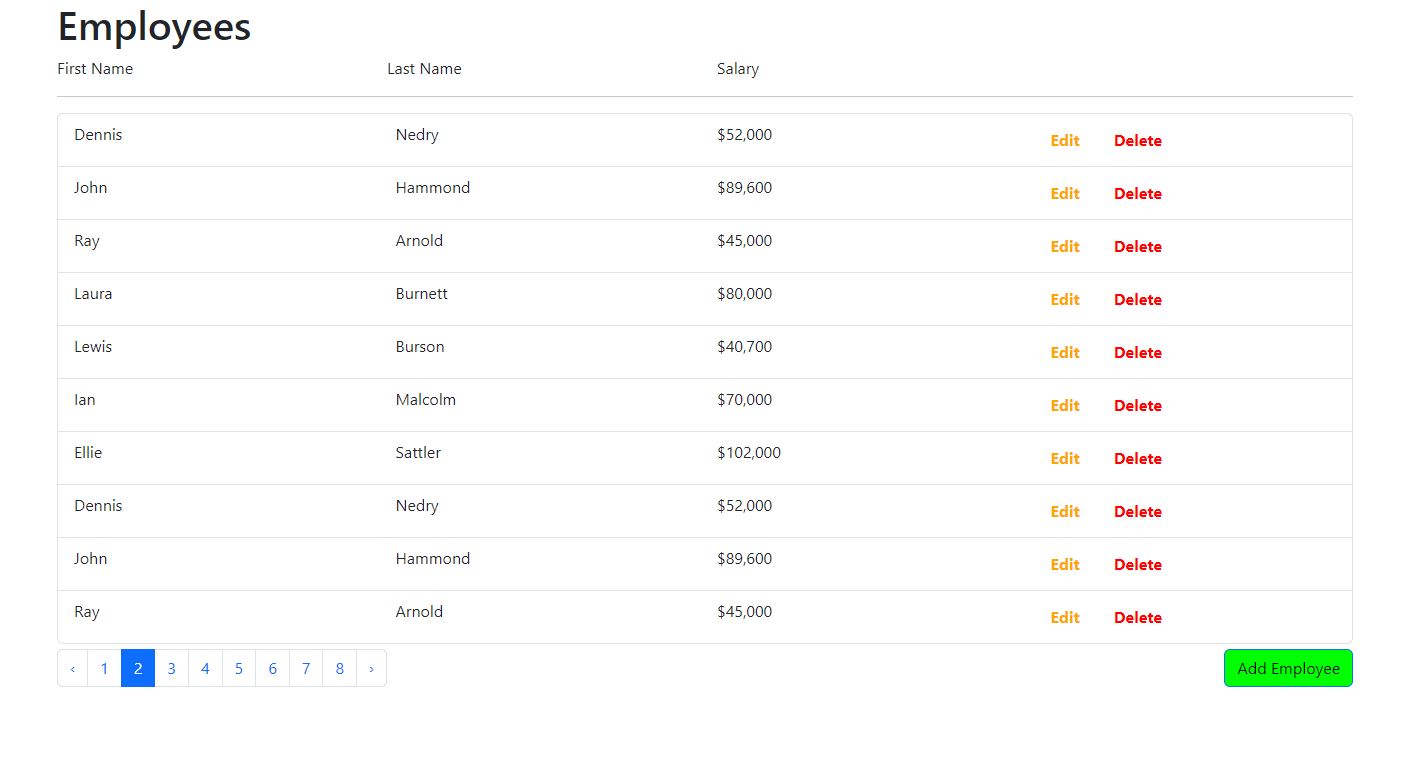 Employees
First Name Last Name Salary
Dennis Nedry $52,000 Edit Delete
John Hammond $89,600 Edit Delete
Ray Arnold $45,000 Edit Delete
Laura Burnett $80,000 Edit Delete
Lewis Burson $40,700 Edit Delete
Ian Malcolm $70,000 Edit Delete
Ellie Sattler $102,000 Edit Delete
Dennis Nedry $52,000 Edit Delete
John Hammond $89,600 Edit Delete
Ray Arnold $45,000 Edit Delete
‹ 1 2 3 4 5 6 7 8 › Add Employee